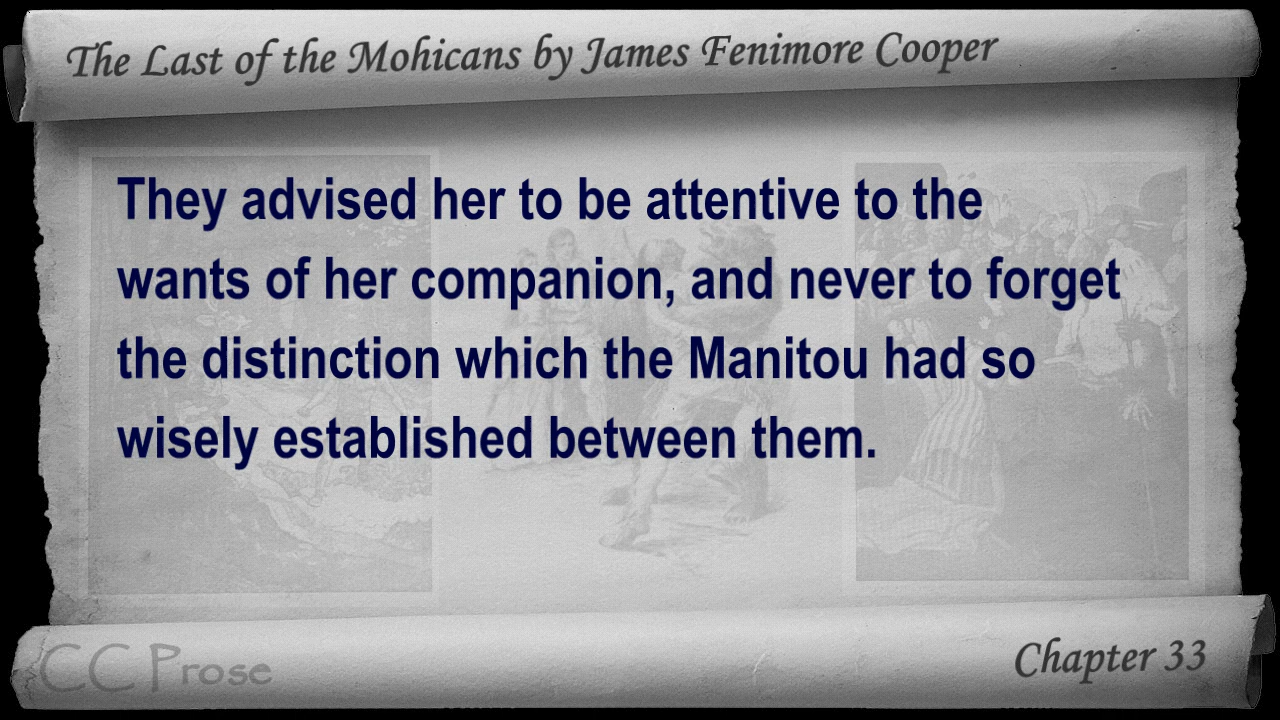 The Last of the Mohicans by James Fenimore Cooper
They advised her to be attentive to the
wants of her companion, and never to forget
the distinction which the Manitou had so
wisely established between them.
CC Prose
Chapter 33